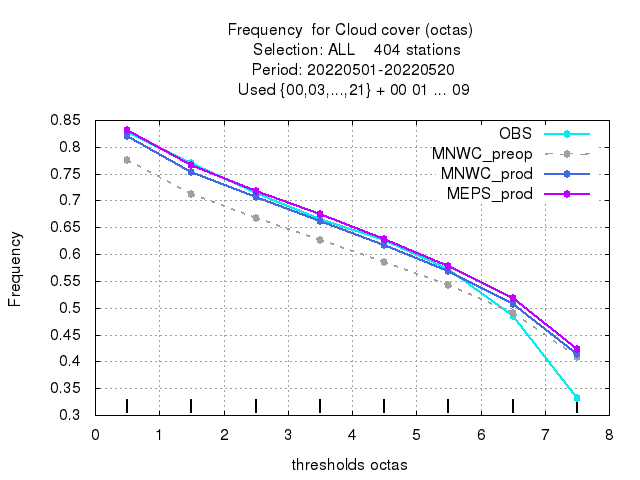 Frequency  for Cloud cover (octas)
Selection: ALL    404 stations
Period: 20220501-20220520
Used {00,03,...,21} + 00 01 ... 09
OBS
MNWC_preop
MNWC_prod
MEPS_prod
Frequency
0.85
0.8
0.75
0.7
0.65
0.6
0.55
0.5
0.45
0.4
0.35
0.3
0 1 2 3 4 5 6 7 8
thresholds octas